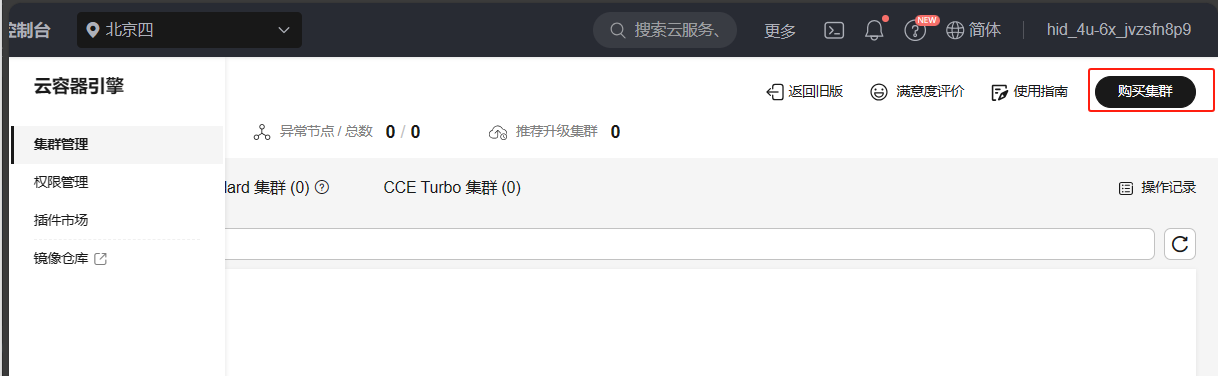 控制台 北京四 搜索云服务、 更多 NEW 简体 hid_4u-6x_jvzsfn8p9
云容器引擎 返回旧版 满意度评价 使用指南 购买集群
集群管理 异常节点 / 总数 0 / 0 推荐升级集群 0
权限管理 dard 集群 (0) CCE Turbo 集群 (0) 操作记录
插件市场
镜像仓库